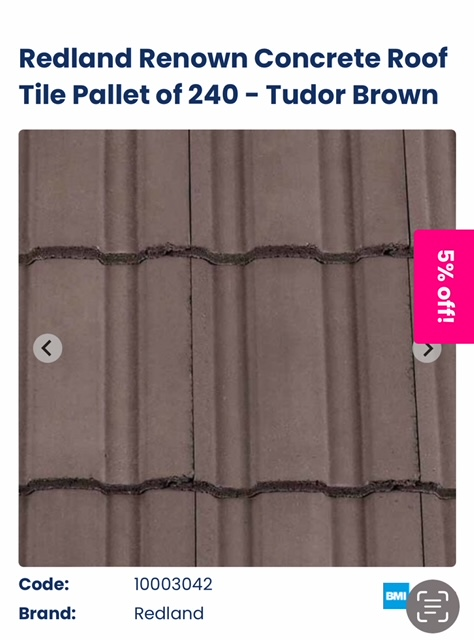 Redland Renown Concrete Roof
Tile Pallet of 240 - Tudor Brown
5% off!
Code: 10003042
Brand: Redland
BMI